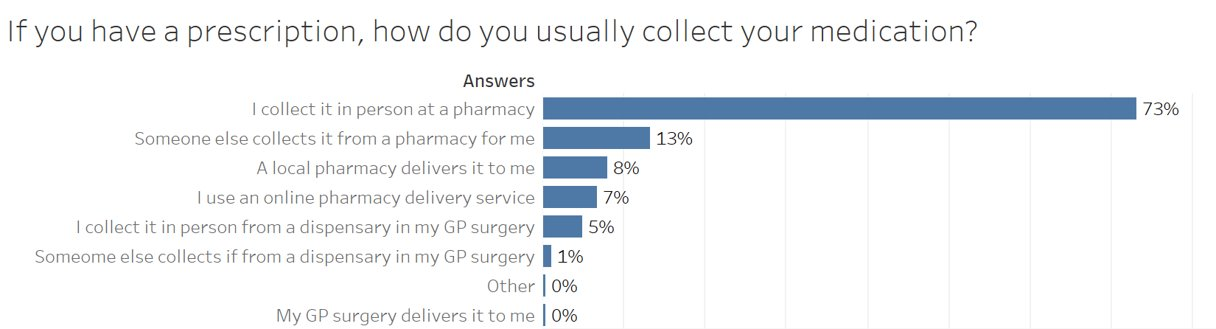 If you have a prescription, how do you usually collect your medication?
Answers
I collect it in person at a pharmacy 73%
Someone else collects it from a pharmacy for me 13%
A local pharmacy delivers it to me 8%
I use an online pharmacy delivery service 7%
I collect it in person from a dispensary in my GP surgery 5%
Someome else collects if from a dispensary in my GP surgery 1%
Other 0%
My GP surgery delivers it to me 0%